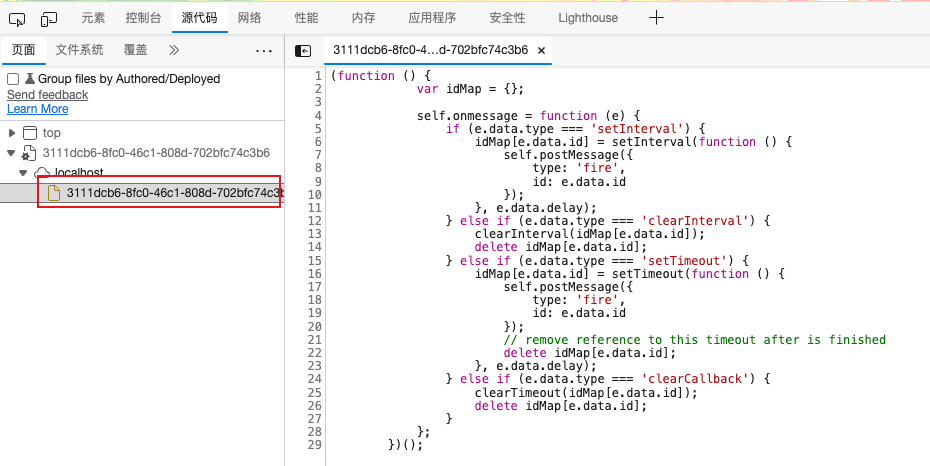 元素 控制台 源代码 网络 性能 内存 应用程序 安全性 Lighthouse
页面 文件系统 覆盖
Group files by Authored/Deployed
Send feedback
Learn More
top
3111dcb6-8fc0-46c1-808d-702bfc74c3b6
localhost
3111dcb6-8fc0-46c1-808d-702bfc74c3b
3111dcb6-8fc0-4...d-702bfc74c3b6 ×
1 (function () {
2 var idMap = {};
3
4 self.onmessage = function (e) {
5 if (e.data.type === 'setInterval') {
6 idMap[e.data.id] = setInterval(function () {
7 self.postMessage({
8 type: 'fire',
9 id: e.data.id
10 });
11 }, e.data.delay);
12 } else if (e.data.type === 'clearInterval') {
13 clearInterval(idMap[e.data.id]);
14 delete idMap[e.data.id];
15 } else if (e.data.type === 'setTimeout') {
16 idMap[e.data.id] = setTimeout(function () {
17 self.postMessage({
18 type: 'fire',
19 id: e.data.id
20 });
21 // remove reference to this timeout after is finished
22 delete idMap[e.data.id];
23 }, e.data.delay);
24 } else if (e.data.type === 'clearCallback') {
25 clearTimeout(idMap[e.data.id]);
26 delete idMap[e.data.id];
27 }
28 };
29 })();